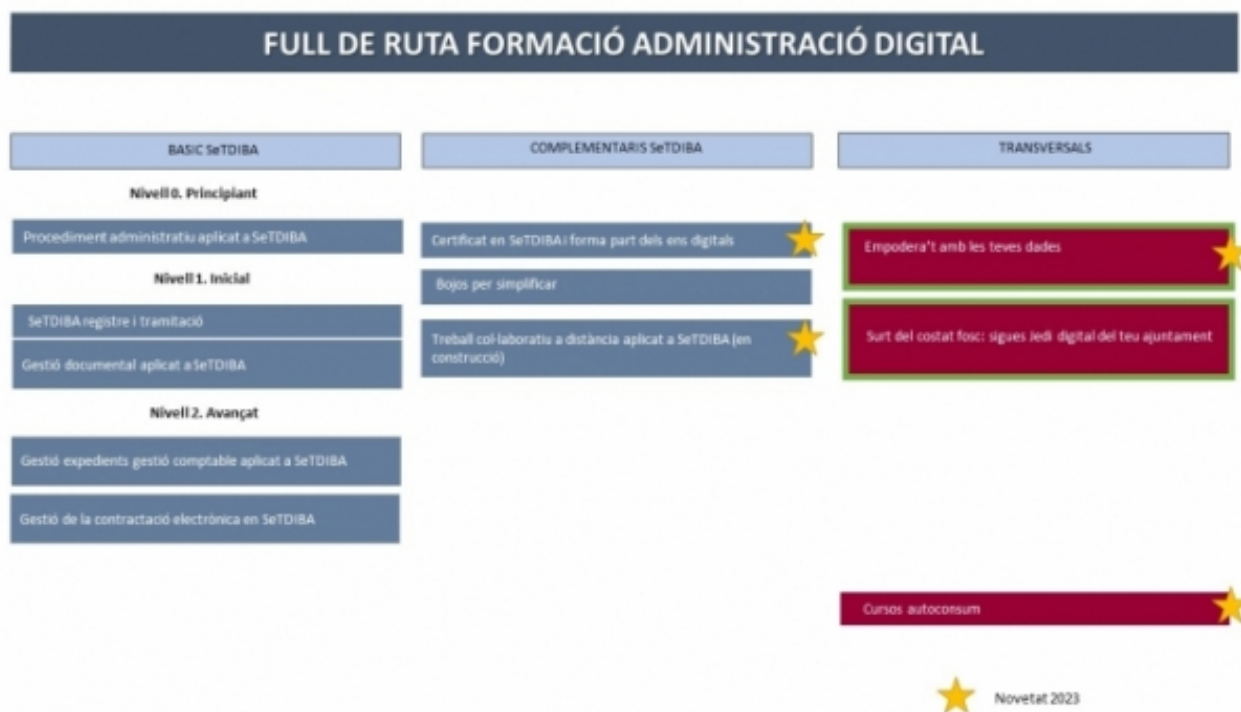 FULL DE RUTA FORMACIÓ ADMINISTRACIÓ DIGITAL
BASIC SeTDIBA
Nivell 0. Principiant
Procediment administratiu aplicat a SeTDIBA
Nivell 1. Inicial
SeTDIBA registre i tramitació
Gestió documental aplicat a SeTDIBA
Nivell 2. Avançat
Gestió expedients gestió comptable aplicat a SeTDIBA
Gestió de la contractació electrònica en SeTDIBA
COMPLEMENTARIS SeTDIBA
Certificat en SeTDIBA i forma part dels ens digitals
Bojos per simplificar
Treball col·laboratiu a distància aplicat a SeTDIBA (en
construcció)
TRANSVERSALS
Empodera't amb les teves dades
Surt del costat fosc: sigues Jedi digital del teu ajuntament
Cursos autoconsum
Novetat 2023